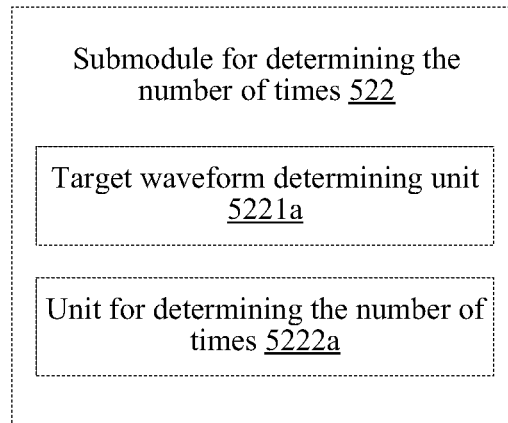 Submodule for determining the
number of times 522
Target waveform determining unit
5221a
Unit for determining the number of
times 5222a